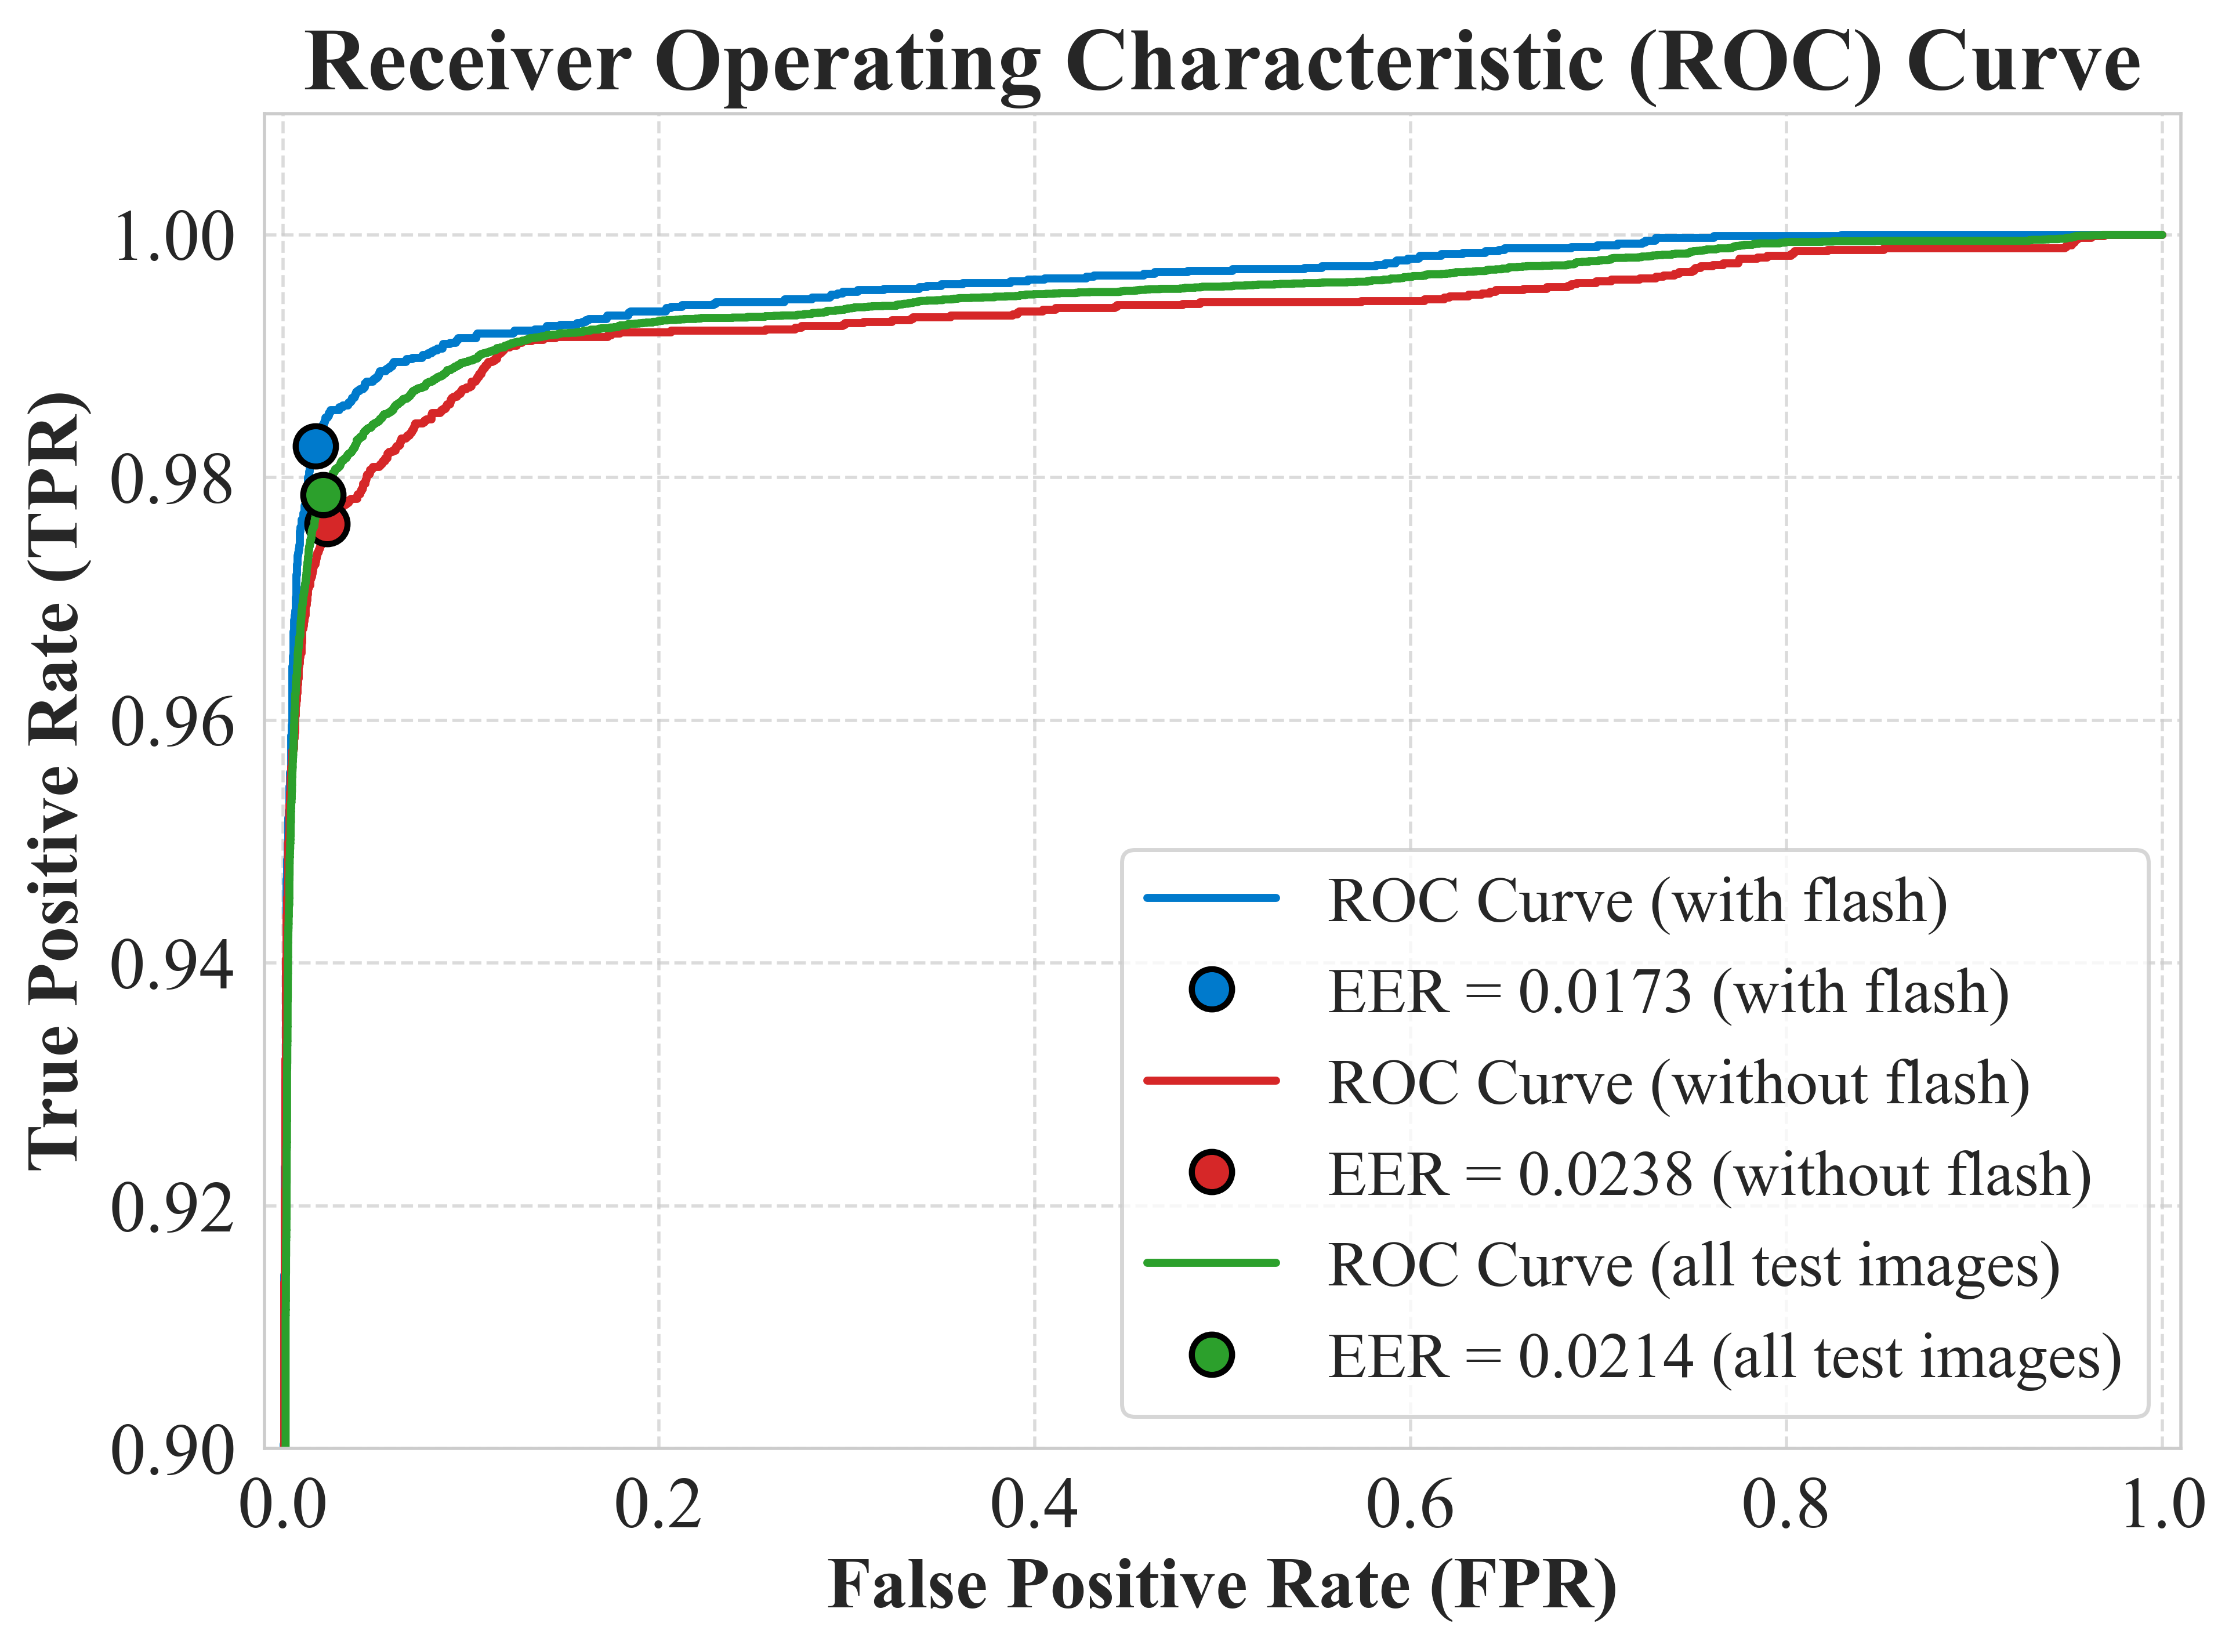 Receiver Operating Characteristic (ROC) Curve
True Positive Rate (TPR)
1.00
0.98
0.96
0.94
0.92
0.90
ROC Curve (with flash)
EER = 0.0173 (with flash)
ROC Curve (without flash)
EER = 0.0238 (without flash)
ROC Curve (all test images)
EER = 0.0214 (all test images)
0.0 0.2 0.4 0.6 0.8 1.0
False Positive Rate (FPR)